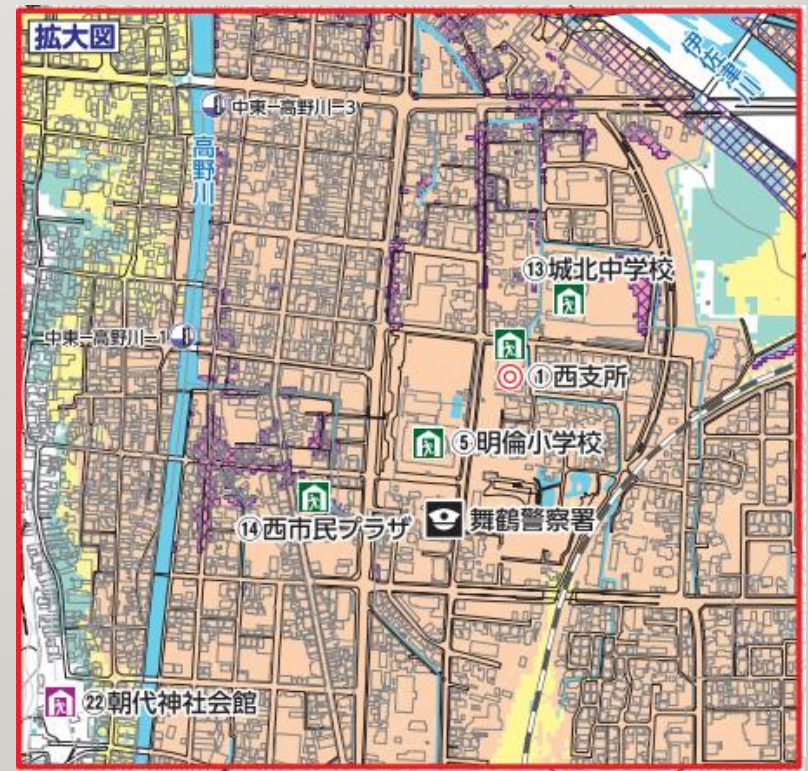 拡大図
伊佐津川
中東ー高野川ー3
高野川
⑬城北中学校
中東ー高野川ー1
①西支所
⑤明倫小学校
⑭西市民プラザ
舞鶴警察署
㉒朝代神社会館